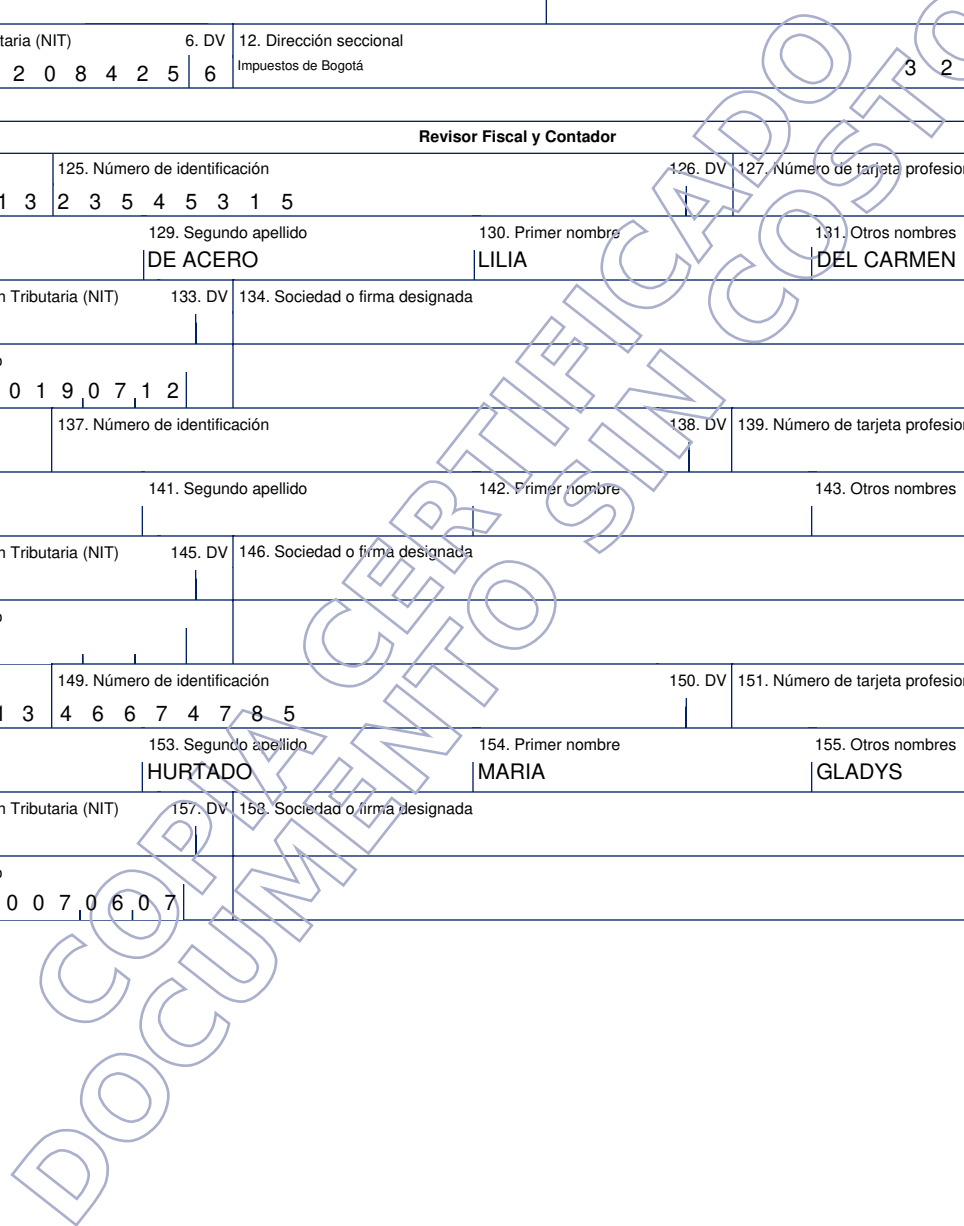 taria (NIT) 6. DV 12. Dirección seccional
2 0 8 4 2 5 6 Impuestos de Bogotá 3 2
Revisor Fiscal y Contador
125. Número de identificación 126. DV 127. Número de tarjeta profesion
1 3 2 3 5 4 5 3 1 5
129. Segundo apellido 130. Primer nombre 131. Otros nombres
DE ACERO LILIA DEL CARMEN
n Tributaria (NIT) 133. DV 134. Sociedad o firma designada
o
0 1 9 0 7 1 2
137. Número de identificación 138. DV 139. Número de tarjeta profesion
141. Segundo apellido 142. Primer nombre 143. Otros nombres
n Tributaria (NIT) 145. DV 146. Sociedad o firma designada
o
149. Número de identificación 150. DV 151. Número de tarjeta profesion
1 3 4 6 6 7 4 7 8 5
153. Segundo apellido 154. Primer nombre 155. Otros nombres
HURTADO MARIA GLADYS
n Tributaria (NIT) 157. DV 158. Sociedad o firma designada
o
0 0 7 0 6 0 7
COPIA CERTIFICADO
DOCUMENTO SIN COSTO